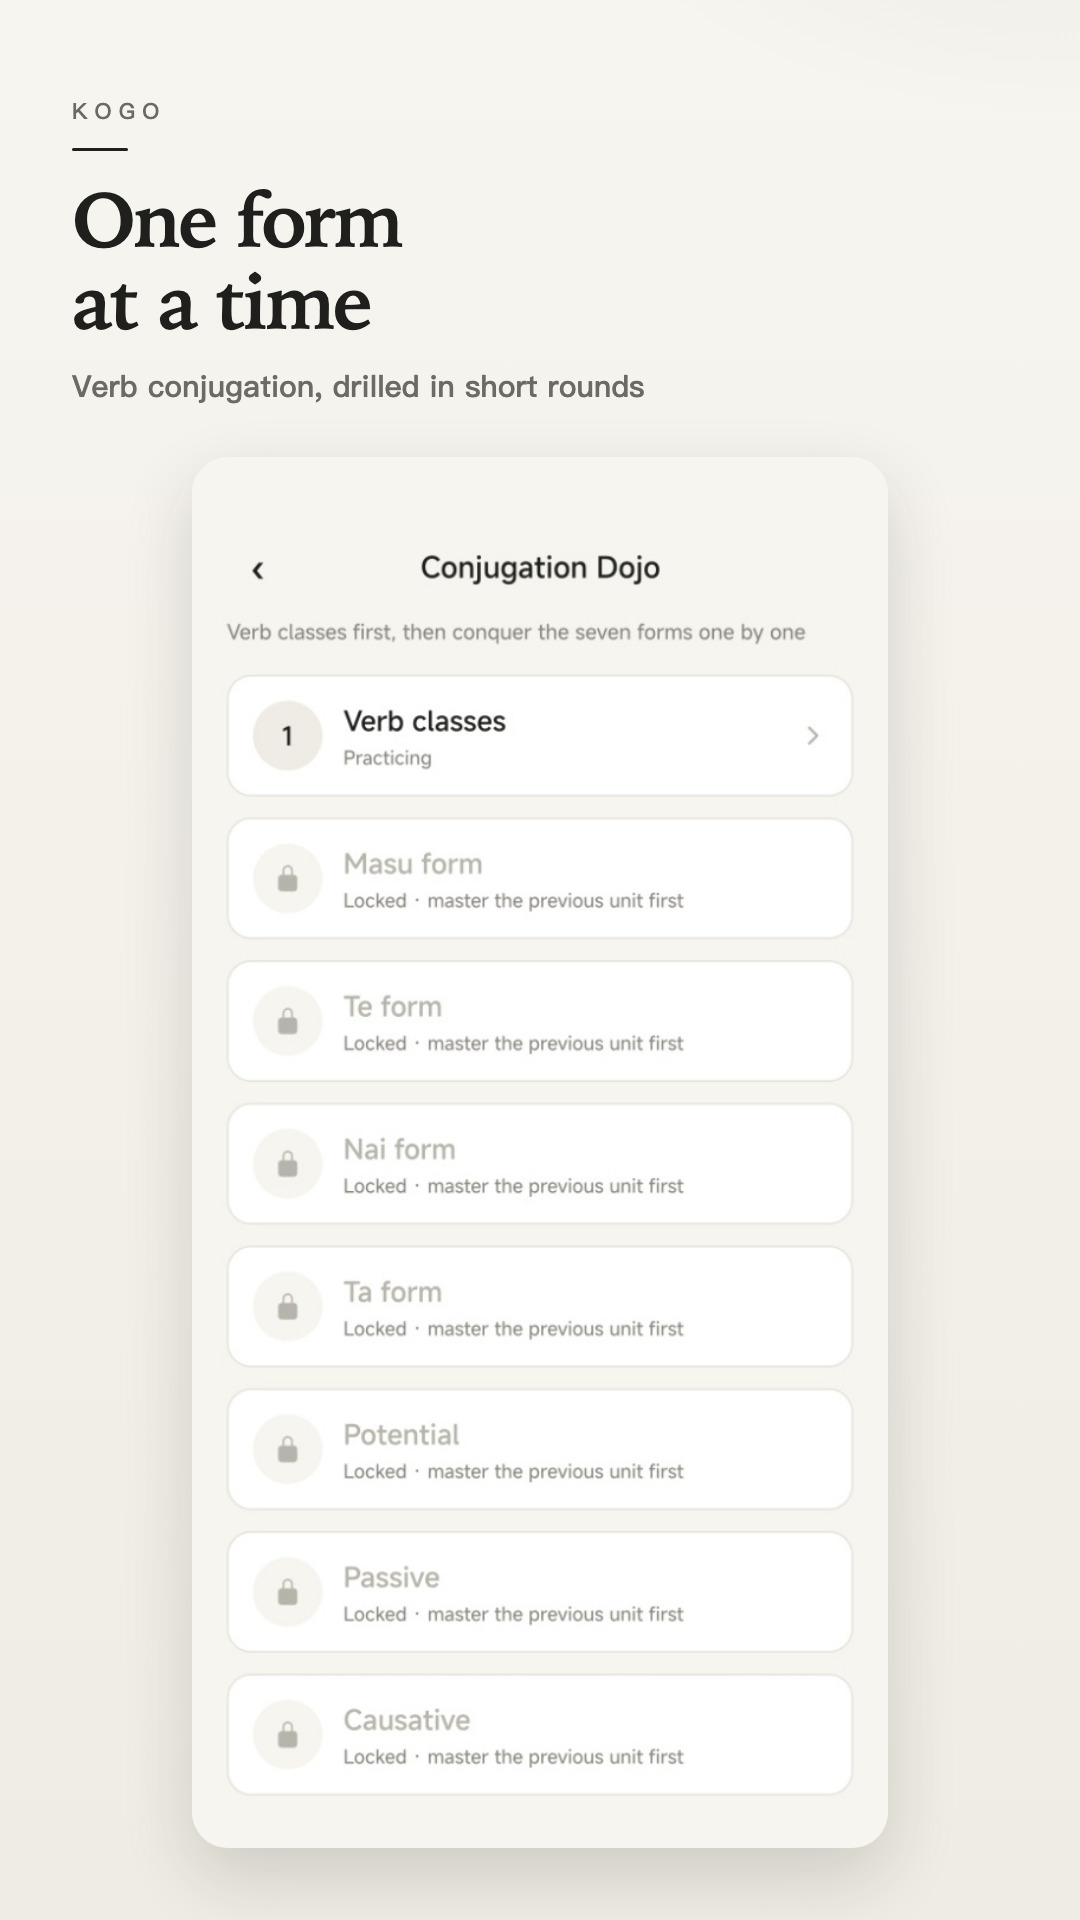 KOGO
One form
at a time
Verb conjugation, drilled in short rounds
‹
Conjugation Dojo
Verb classes first, then conquer the seven forms one by one
1
Verb classes
Practicing
Masu form
Locked · master the previous unit first
Te form
Locked · master the previous unit first
Nai form
Locked · master the previous unit first
Ta form
Locked · master the previous unit first
Potential
Locked · master the previous unit first
Passive
Locked · master the previous unit first
Causative
Locked · master the previous unit first